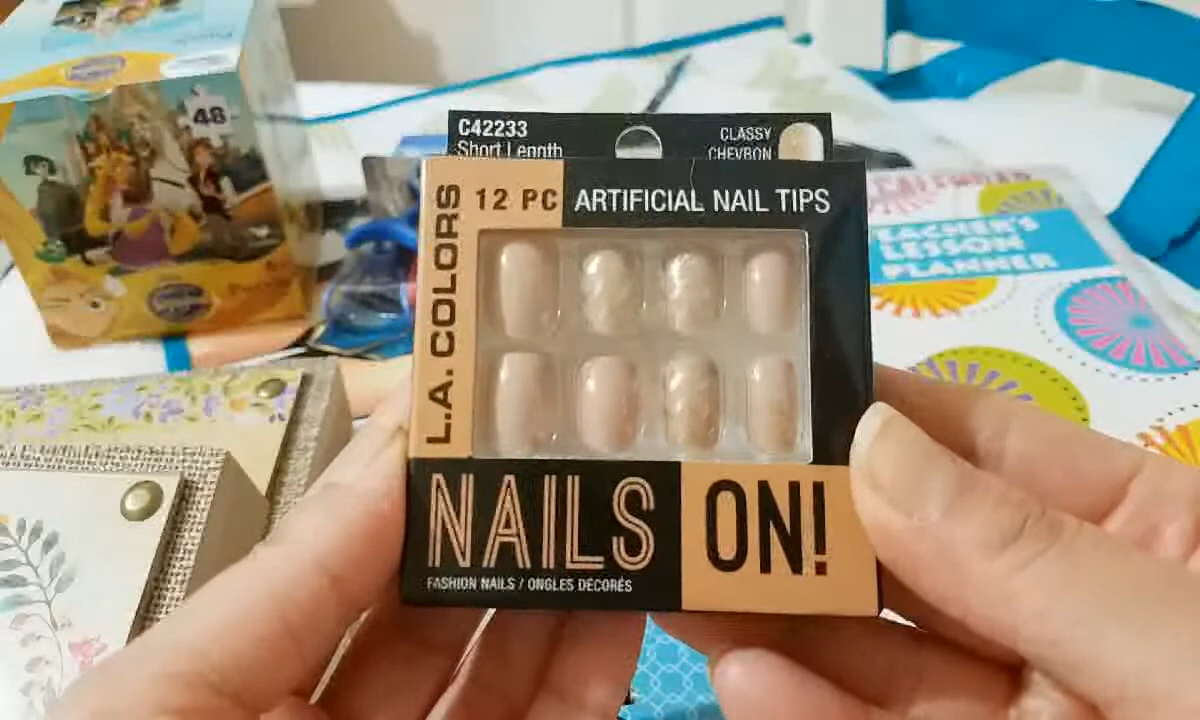 48
C42233
Short Length
CLASSY
CHEVRON
12 PC ARTIFICIAL NAIL TIPS
L.A. COLORS
NAILS ON!
FASHION NAILS / ONGLES DÉCORÉS
CALENDAR
TEACHER'S
LESSON
PLANNER